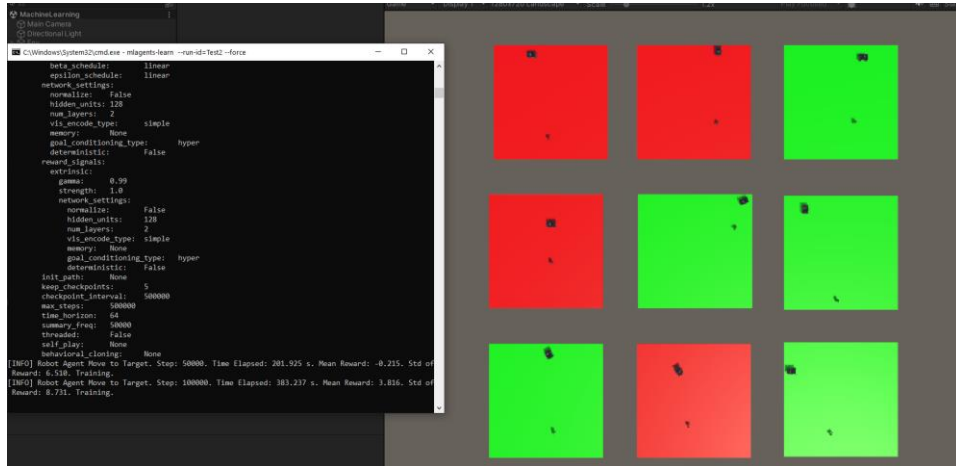 MachineLearning
Main Camera
Directional Light
Game
Display 1
1280x720 Landscape
Scale
1.2x
C:\Windows\System32\cmd.exe - mlagents-learn --run-id=Test2 --force
beta_schedule: linear
epsilon_schedule: linear
network_settings:
normalize: False
hidden_units: 128
num_layers: 2
vis_encode_type: simple
memory: None
goal_conditioning_type: hyper
deterministic: False
reward_signals:
extrinsic:
gamma: 0.99
strength: 1.0
network_settings:
normalize: False
hidden_units: 128
num_layers: 2
vis_encode_type: simple
memory: None
goal_conditioning_type: hyper
deterministic: False
init_path: None
keep_checkpoints: 5
checkpoint_interval: 500000
max_steps: 500000
time_horizon: 64
summary_freq: 50000
threaded: False
self_play: None
behavioral_cloning: None
[INFO] Robot Agent Move to Target. Step: 50000. Time Elapsed: 201.925 s. Mean Reward: -0.215. Std of
Reward: 6.510. Training.
[INFO] Robot Agent Move to Target. Step: 100000. Time Elapsed: 383.237 s. Mean Reward: 3.816. Std of
Reward: 8.731. Training.